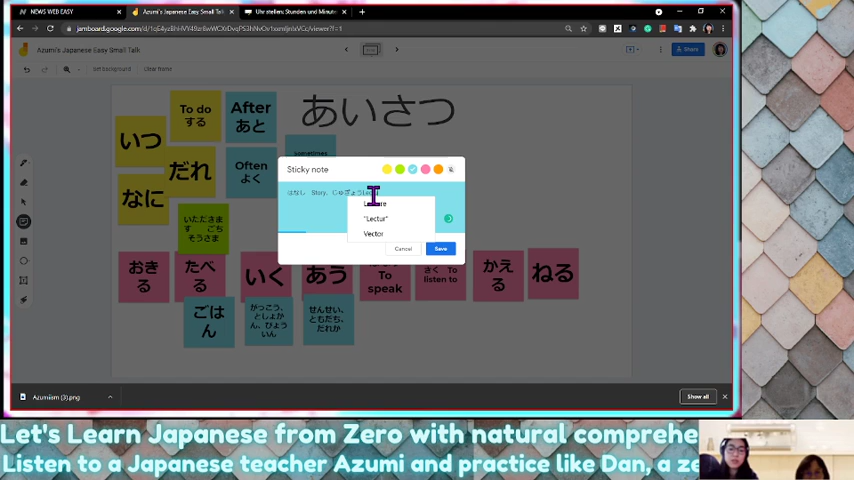 NEWS WEB EASY
Azumi's Japanese Easy Small Talk
Uhr stellen: Stunden und Minute
Azumi's Japanese Easy Small Talk
Share
Set background
Clear frame
To do
する
After
あと
あいさつ
いつ
だれ
Often
よく
なに
いただきま
す　ごち
そうさま
Sticky note
はなし　Story、じゅぎょう
"Lectur"
Vector
Cancel
Save
おき
る
たべ
る
いく
あう
To
speak
きく　To
listen to
かえ
る
ねる
ごは
ん
がっこう、
としょか
ん、びょう
いん
せんせい、
ともだち、
だれか
Azumiirm (3).png
Show all
Let's Learn Japanese from Zero with natural comprehe
Listen to a Japanese teacher Azumi and practice like Dan, a ze